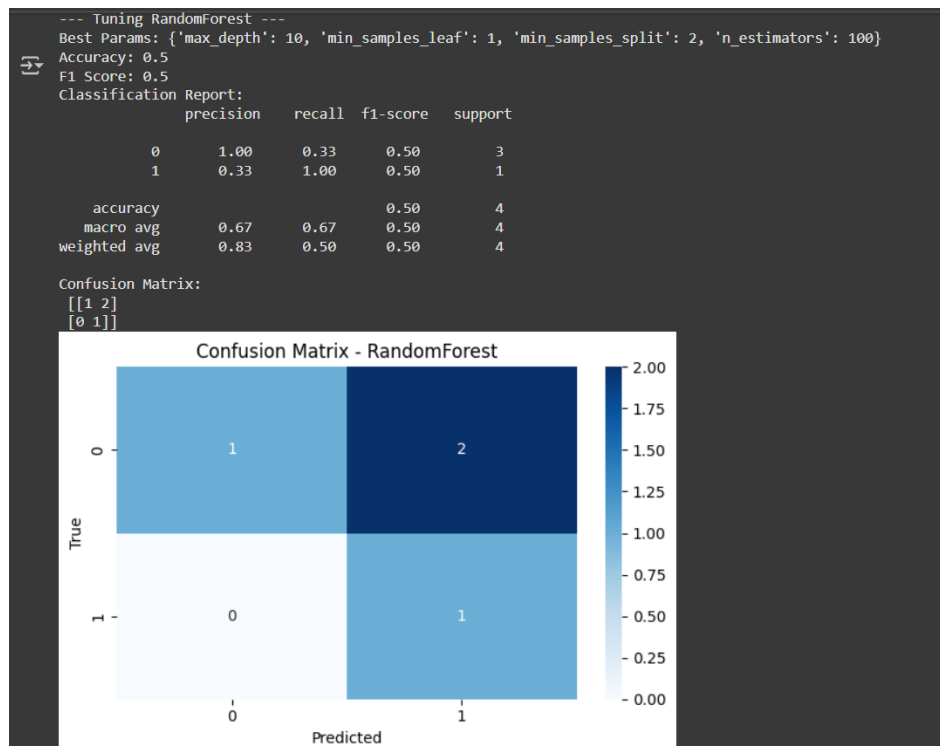 --- Tuning RandomForest ---
Best Params: {'max_depth': 10, 'min_samples_leaf': 1, 'min_samples_split': 2, 'n_estimators': 100}
Accuracy: 0.5
F1 Score: 0.5
Classification Report:
precision recall f1-score support
0 1.00 0.33 0.50 3
1 0.33 1.00 0.50 1
accuracy 0.50 4
macro avg 0.67 0.67 0.50 4
weighted avg 0.83 0.50 0.50 4
Confusion Matrix:
[[1 2]
[0 1]]
Confusion Matrix - RandomForest
2.00
1.75
1.50
1.25
1.00
0.75
0.50
0.25
0.00
True
0
1
1 2
0 1
0 1
Predicted